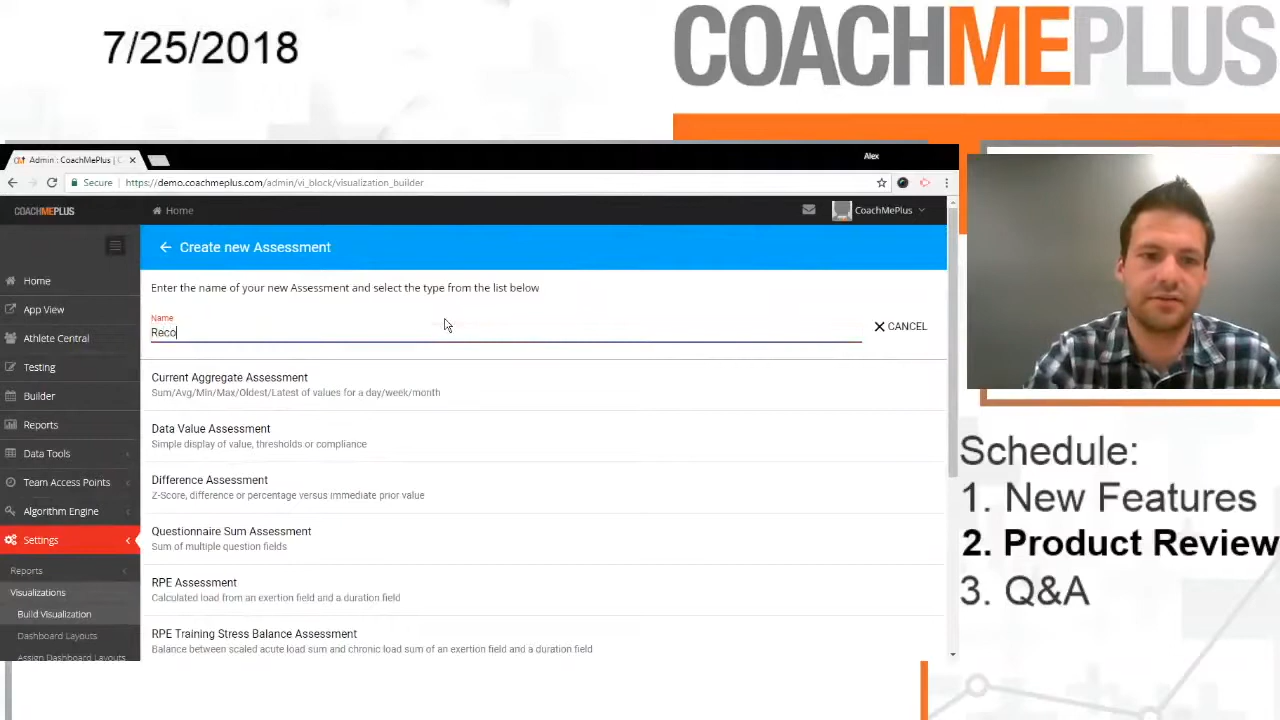 7/25/2018
COACHMEPLUS
Admin : CoachMePlus | C
Alex
Secure
https://demo.coachmeplus.com/admin/vi_block/visualization_builder
COACHMEPLUS
Home
CoachMePlus
Create new Assessment
Enter the name of your new Assessment and select the type from the list below
Name
Reco
CANCEL
Home
App View
Athlete Central
Testing
Builder
Reports
Data Tools
Team Access Points
Algorithm Engine
Settings
Reports
Visualizations
Build Visualization
Dashboard Layouts
Assign Dashboard Layouts
Current Aggregate Assessment
Sum/Avg/Min/Max/Oldest/Latest of values for a day/week/month
Data Value Assessment
Simple display of value, thresholds or compliance
Difference Assessment
Z-Score, difference or percentage versus immediate prior value
Questionnaire Sum Assessment
Sum of multiple question fields
RPE Assessment
Calculated load from an exertion field and a duration field
RPE Training Stress Balance Assessment
Balance between scaled acute load sum and chronic load sum of an exertion field and a duration field
Schedule:
1. New Features
2. Product Review
3. Q&A